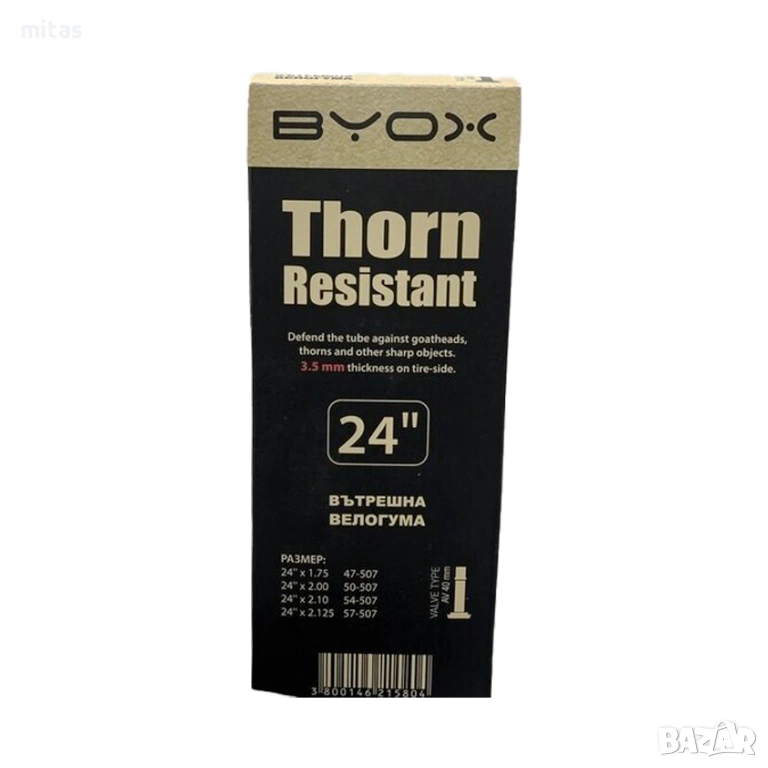 mitas
ВЕЛОГУМА
BYOX
Thorn
Resistant
Defend the tube against goatheads,
thorns and other sharp objects.
3.5 mm thickness on tire-side.
24"
ВЪТРЕШНА
ВЕЛОГУМА
РАЗМЕР:
24" x 1.75 47-507
24" x 2.00 50-507
24" x 2.10 54-507
24" x 2.125 57-507
VALVE TYPE
AV 40 mm
3 800146 215804
BAZAR